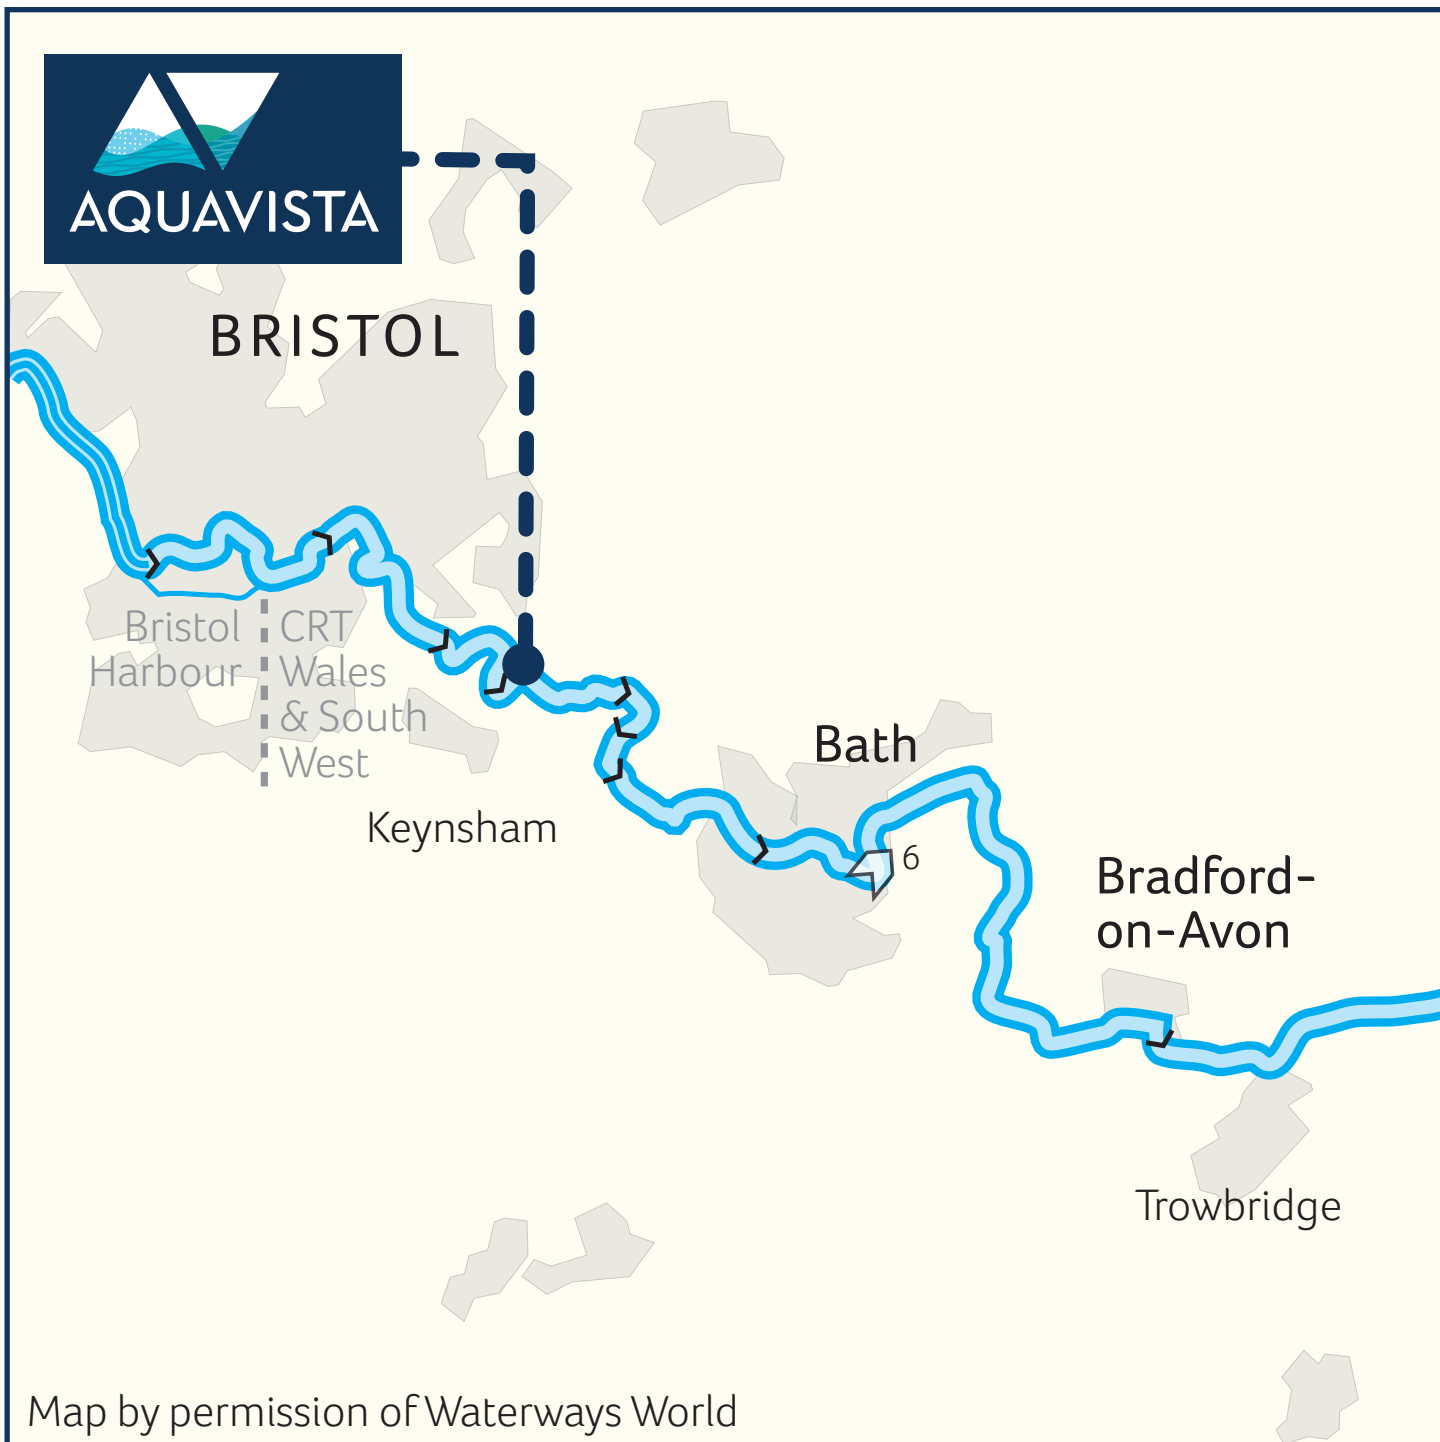 AQUAVISTA
BRISTOL
Bristol
Harbour
CRT
Wales
& South
West
Keynsham
Bath
6
Bradford-
on-Avon
Trowbridge
Map by permission of Waterways World